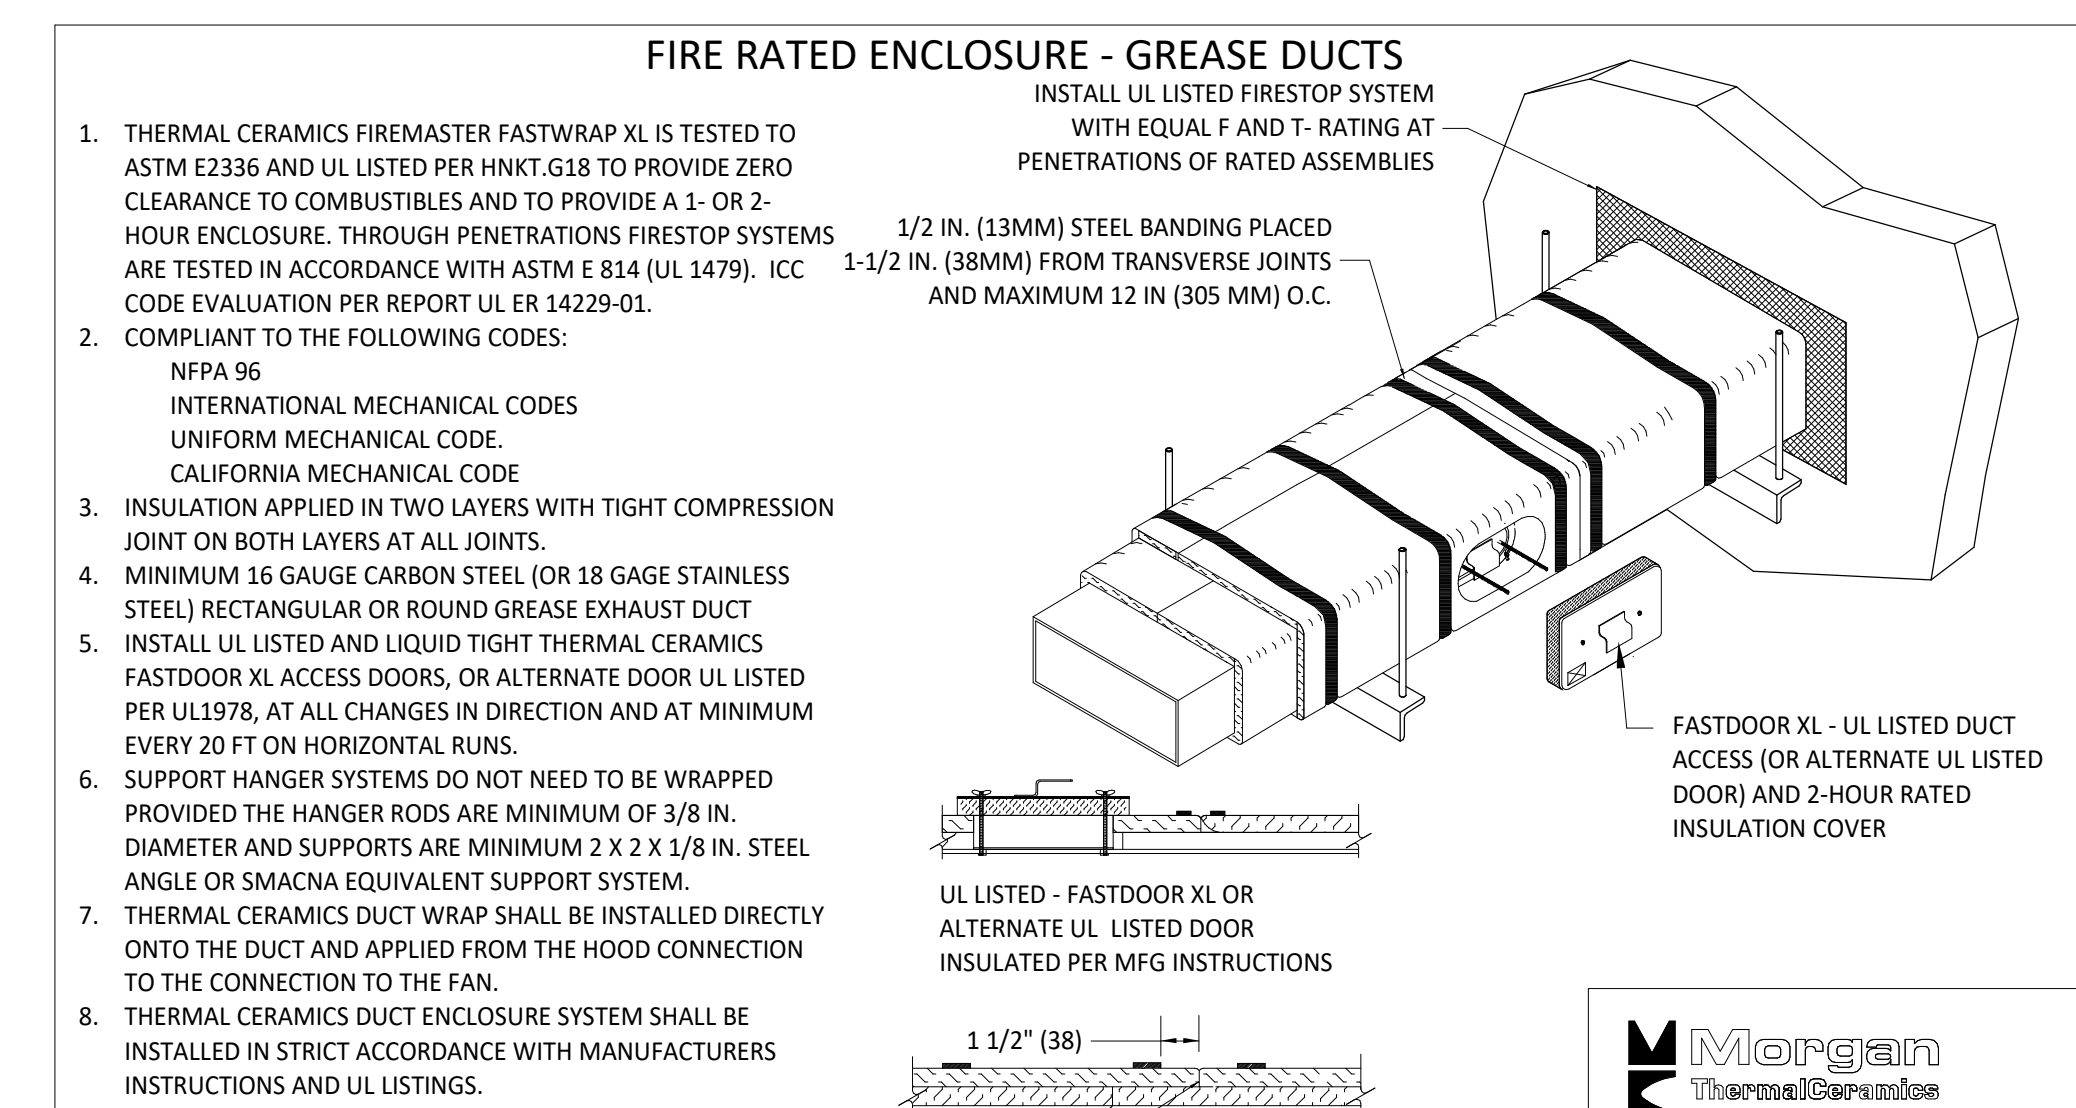 FIRE RATED ENCLOSURE - GREASE DUCTS
1. THERMAL CERAMICS FIREMASTER FASTWRAP XL IS TESTED TO
ASTM E2336 AND UL LISTED PER HNKT.G18 TO PROVIDE ZERO
CLEARANCE TO COMBUSTIBLES AND TO PROVIDE A 1- OR 2-
HOUR ENCLOSURE. THROUGH PENETRATIONS FIRESTOP SYSTEMS
ARE TESTED IN ACCORDANCE WITH ASTM E 814 (UL 1479). ICC
CODE EVALUATION PER REPORT UL ER 14229-01.
2. COMPLIANT TO THE FOLLOWING CODES:
NFPA 96
INTERNATIONAL MECHANICAL CODES
UNIFORM MECHANICAL CODE.
CALIFORNIA MECHANICAL CODE
3. INSULATION APPLIED IN TWO LAYERS WITH TIGHT COMPRESSION
JOINT ON BOTH LAYERS AT ALL JOINTS.
4. MINIMUM 16 GAUGE CARBON STEEL (OR 18 GAGE STAINLESS
STEEL) RECTANGULAR OR ROUND GREASE EXHAUST DUCT
5. INSTALL UL LISTED AND LIQUID TIGHT THERMAL CERAMICS
FASTDOOR XL ACCESS DOORS, OR ALTERNATE DOOR UL LISTED
PER UL1978, AT ALL CHANGES IN DIRECTION AND AT MINIMUM
EVERY 20 FT ON HORIZONTAL RUNS.
6. SUPPORT HANGER SYSTEMS DO NOT NEED TO BE WRAPPED
PROVIDED THE HANGER RODS ARE MINIMUM OF 3/8 IN.
DIAMETER AND SUPPORTS ARE MINIMUM 2 X 2 X 1/8 IN. STEEL
ANGLE OR SMACNA EQUIVALENT SUPPORT SYSTEM.
7. THERMAL CERAMICS DUCT WRAP SHALL BE INSTALLED DIRECTLY
ONTO THE DUCT AND APPLIED FROM THE HOOD CONNECTION
TO THE CONNECTION TO THE FAN.
8. THERMAL CERAMICS DUCT ENCLOSURE SYSTEM SHALL BE
INSTALLED IN STRICT ACCORDANCE WITH MANUFACTURERS
INSTRUCTIONS AND UL LISTINGS.
INSTALL UL LISTED FIRESTOP SYSTEM
WITH EQUAL F AND T- RATING AT
PENETRATIONS OF RATED ASSEMBLIES
1/2 IN. (13MM) STEEL BANDING PLACED
1-1/2 IN. (38MM) FROM TRANSVERSE JOINTS
AND MAXIMUM 12 IN (305 MM) O.C.
FASTDOOR XL - UL LISTED DUCT
ACCESS (OR ALTERNATE UL LISTED
DOOR) AND 2-HOUR RATED
INSULATION COVER
UL LISTED - FASTDOOR XL OR
ALTERNATE UL LISTED DOOR
INSULATED PER MFG INSTRUCTIONS
1 1/2" (38)
Morgan
ThermalCeramics